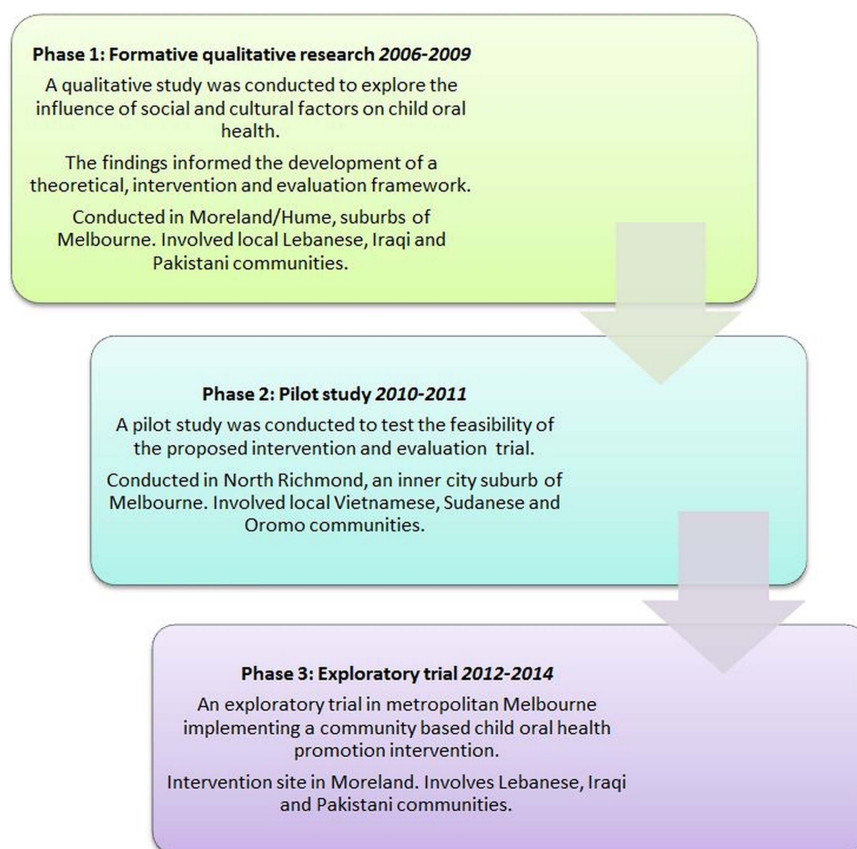 Phase 1: Formative qualitative research 2006-2009
A qualitative study was conducted to explore the
influence of social and cultural factors on child oral
health.
The findings informed the development of a
theoretical, intervention and evaluation framework.
Conducted in Moreland/Hume, suburbs of
Melbourne. Involved local Lebanese, Iraqi and
Pakistani communities.
Phase 2: Pilot study 2010-2011
A pilot study was conducted to test the feasibility of
the proposed intervention and evaluation trial.
Conducted in North Richmond, an inner city suburb of
Melbourne. Involved local Vietnamese, Sudanese and
Oromo communities.
Phase 3: Exploratory trial 2012-2014
An exploratory trial in metropolitan Melbourne
implementing a community based child oral health
promotion intervention.
Intervention site in Moreland. Involves Lebanese, Iraqi
and Pakistani communities.